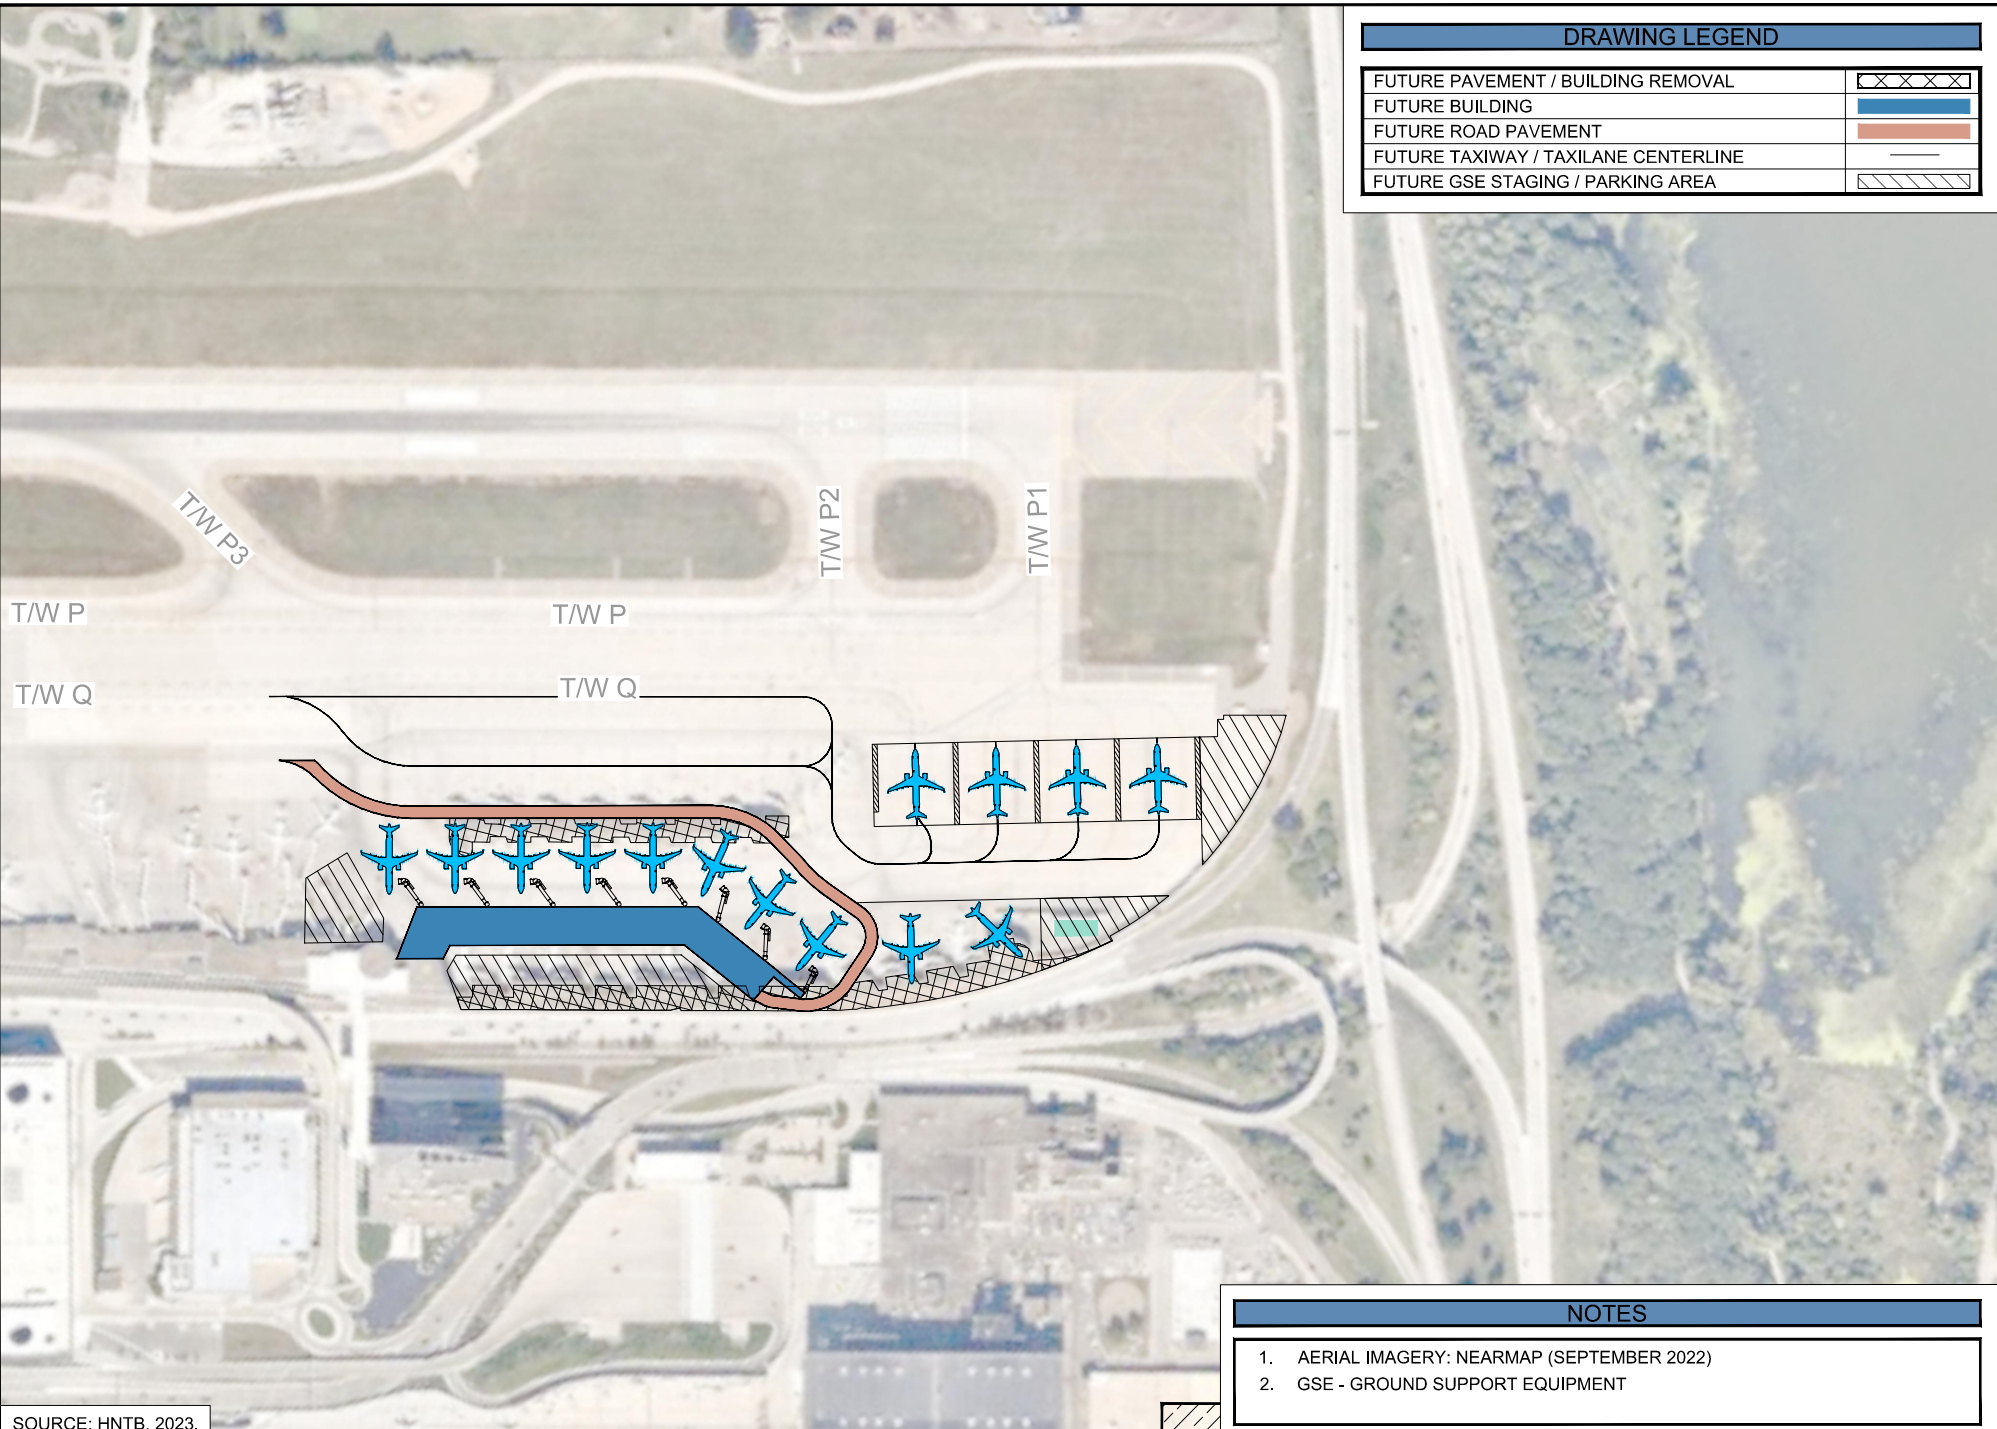 DRAWING LEGEND
FUTURE PAVEMENT / BUILDING REMOVAL
FUTURE BUILDING
FUTURE ROAD PAVEMENT
FUTURE TAXIWAY / TAXILANE CENTERLINE
FUTURE GSE STAGING / PARKING AREA
T/W P3
T/W P2
T/W P1
T/W P
T/W P
T/W Q
T/W Q
NOTES
1. AERIAL IMAGERY: NEARMAP (SEPTEMBER 2022)
2. GSE - GROUND SUPPORT EQUIPMENT
SOURCE: HNTB, 2023.